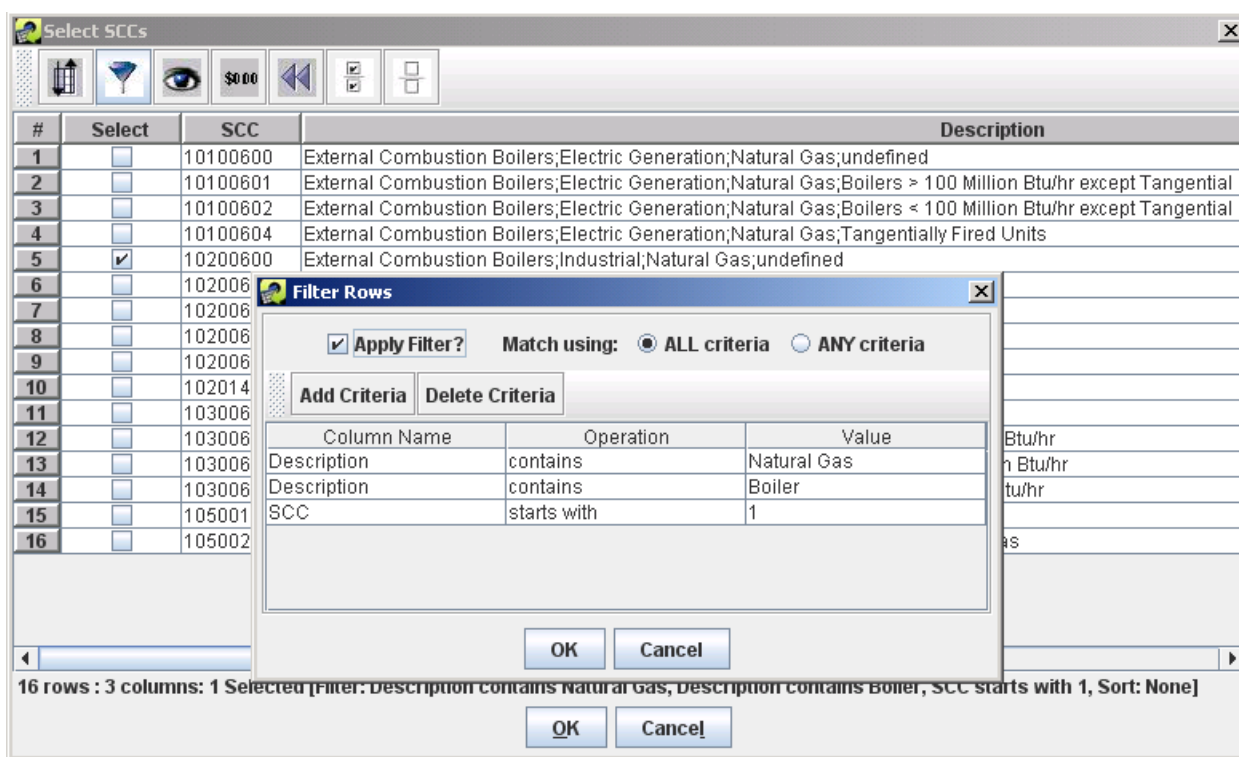 Select SCCs
$0.00
# Select SCC Description
1 10100600 External Combustion Boilers;Electric Generation;Natural Gas;undefined
2 10100601 External Combustion Boilers;Electric Generation;Natural Gas;Boilers > 100 Million Btu/hr except Tangential
3 10100602 External Combustion Boilers;Electric Generation;Natural Gas;Boilers < 100 Million Btu/hr except Tangential
4 10100604 External Combustion Boilers;Electric Generation;Natural Gas;Tangentially Fired Units
5 10200600 External Combustion Boilers;Industrial;Natural Gas;undefined
6 102006
7 102006
8 102006
9 102006
10 102014
11 103006
12 103006 Btu/hr
13 103006 n Btu/hr
14 103006 tu/hr
15 105001
16 105002 as
Filter Rows
Apply Filter? Match using: ALL criteria ANY criteria
Add Criteria Delete Criteria
Column Name Operation Value
Description contains Natural Gas
Description contains Boiler
SCC starts with 1
OK Cancel
16 rows : 3 columns: 1 Selected [Filter: Description contains Natural Gas, Description contains Boiler, SCC starts with 1, Sort: None]
OK Cancel